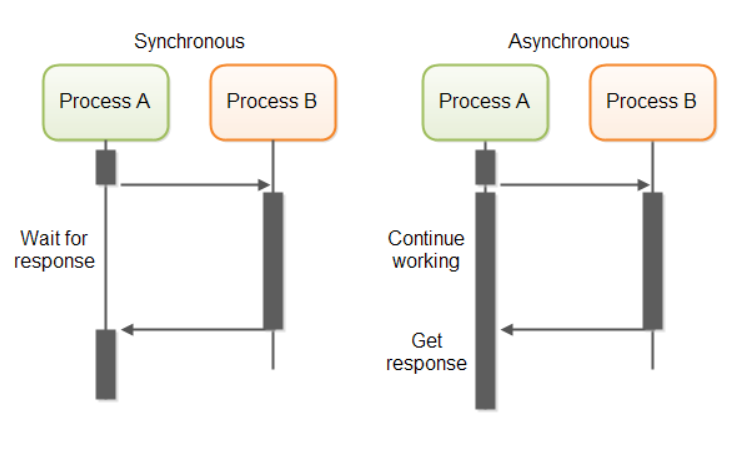 Synchronous
Process A
Process B
Wait for
response
Asynchronous
Process A
Process B
Continue
working
Get
response